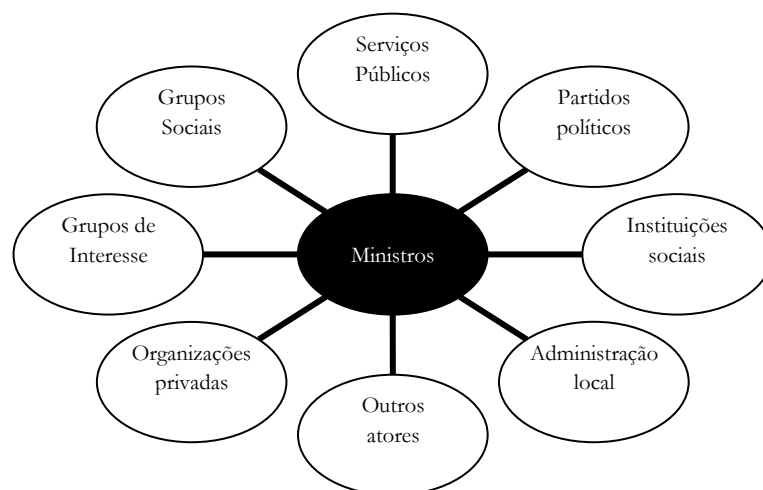 Serviços
Públicos
Grupos
Sociais
Partidos
políticos
Grupos de
Interesse
Ministros
Instituições
sociais
Organizações
privadas
Administração
local
Outros
atores